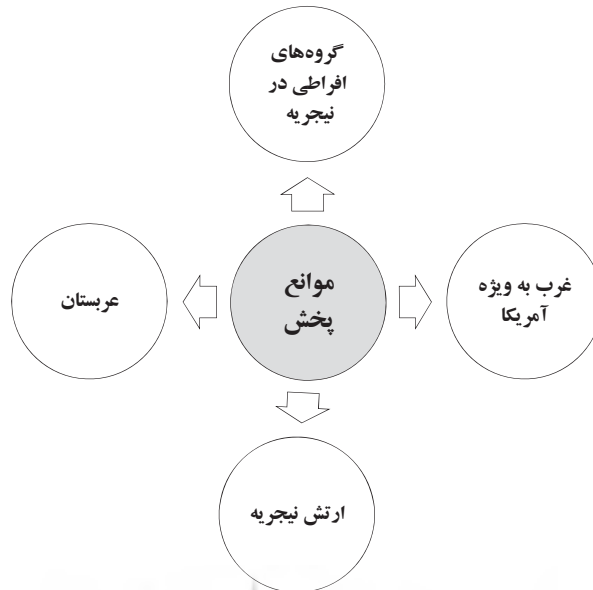 گروه‌های
افراطی در
نیجریه
غرب به ویژه
آمریکا
موانع
پخش
عربستان
ارتش نیجریه